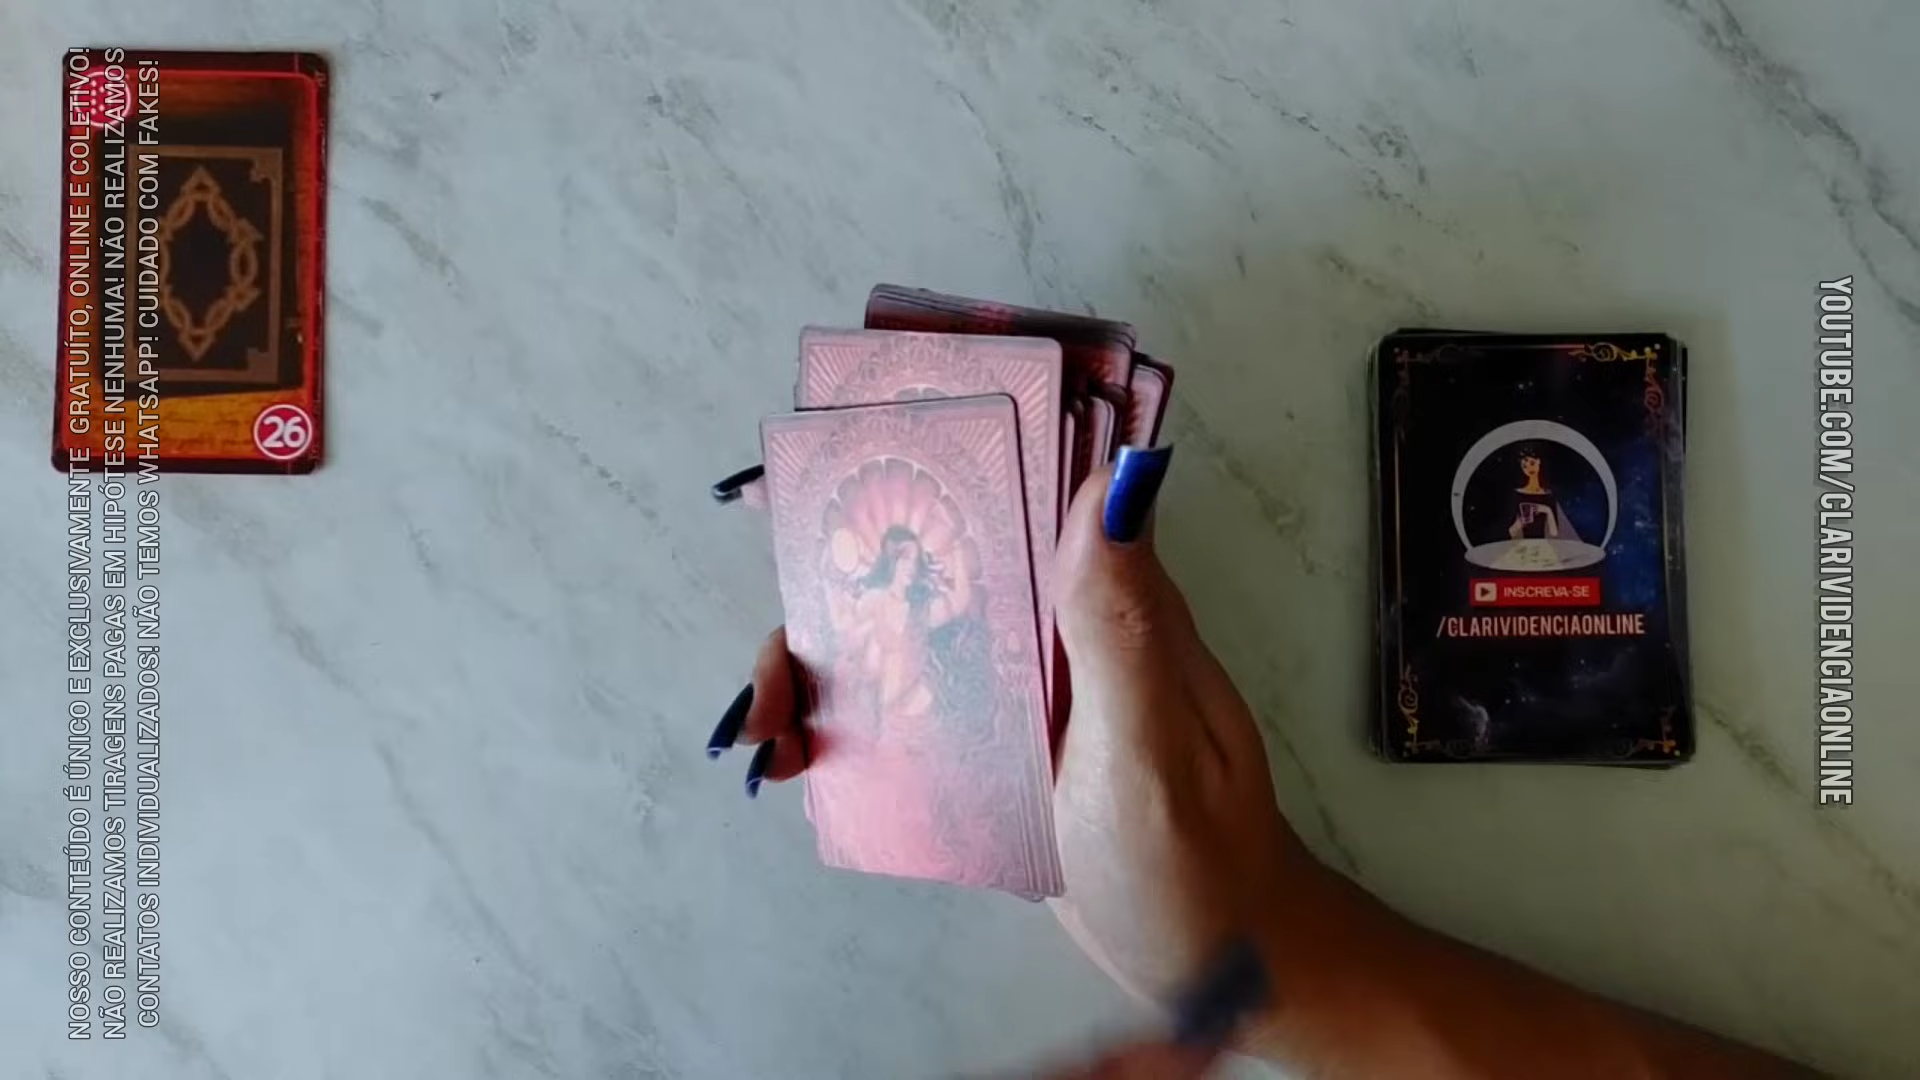 NOSSO CONTEÚDO É ÚNICO E EXCLUSIVAMENTE GRATUÍTO, ONLINE E COLETIVO!
NÃO REALIZAMOS TIRAGENS PAGAS EM HIPÓTESE NENHUMA! NÃO REALIZAMOS
CONTATOS INDIVIDUALIZADOS! NÃO TEMOS WHATSAPP! CUIDADO COM FAKES!
26
INSCREVA-SE
/CLARIVIDENCIAONLINE
YOUTUBE.COM/CLARIVIDENCIAONLINE